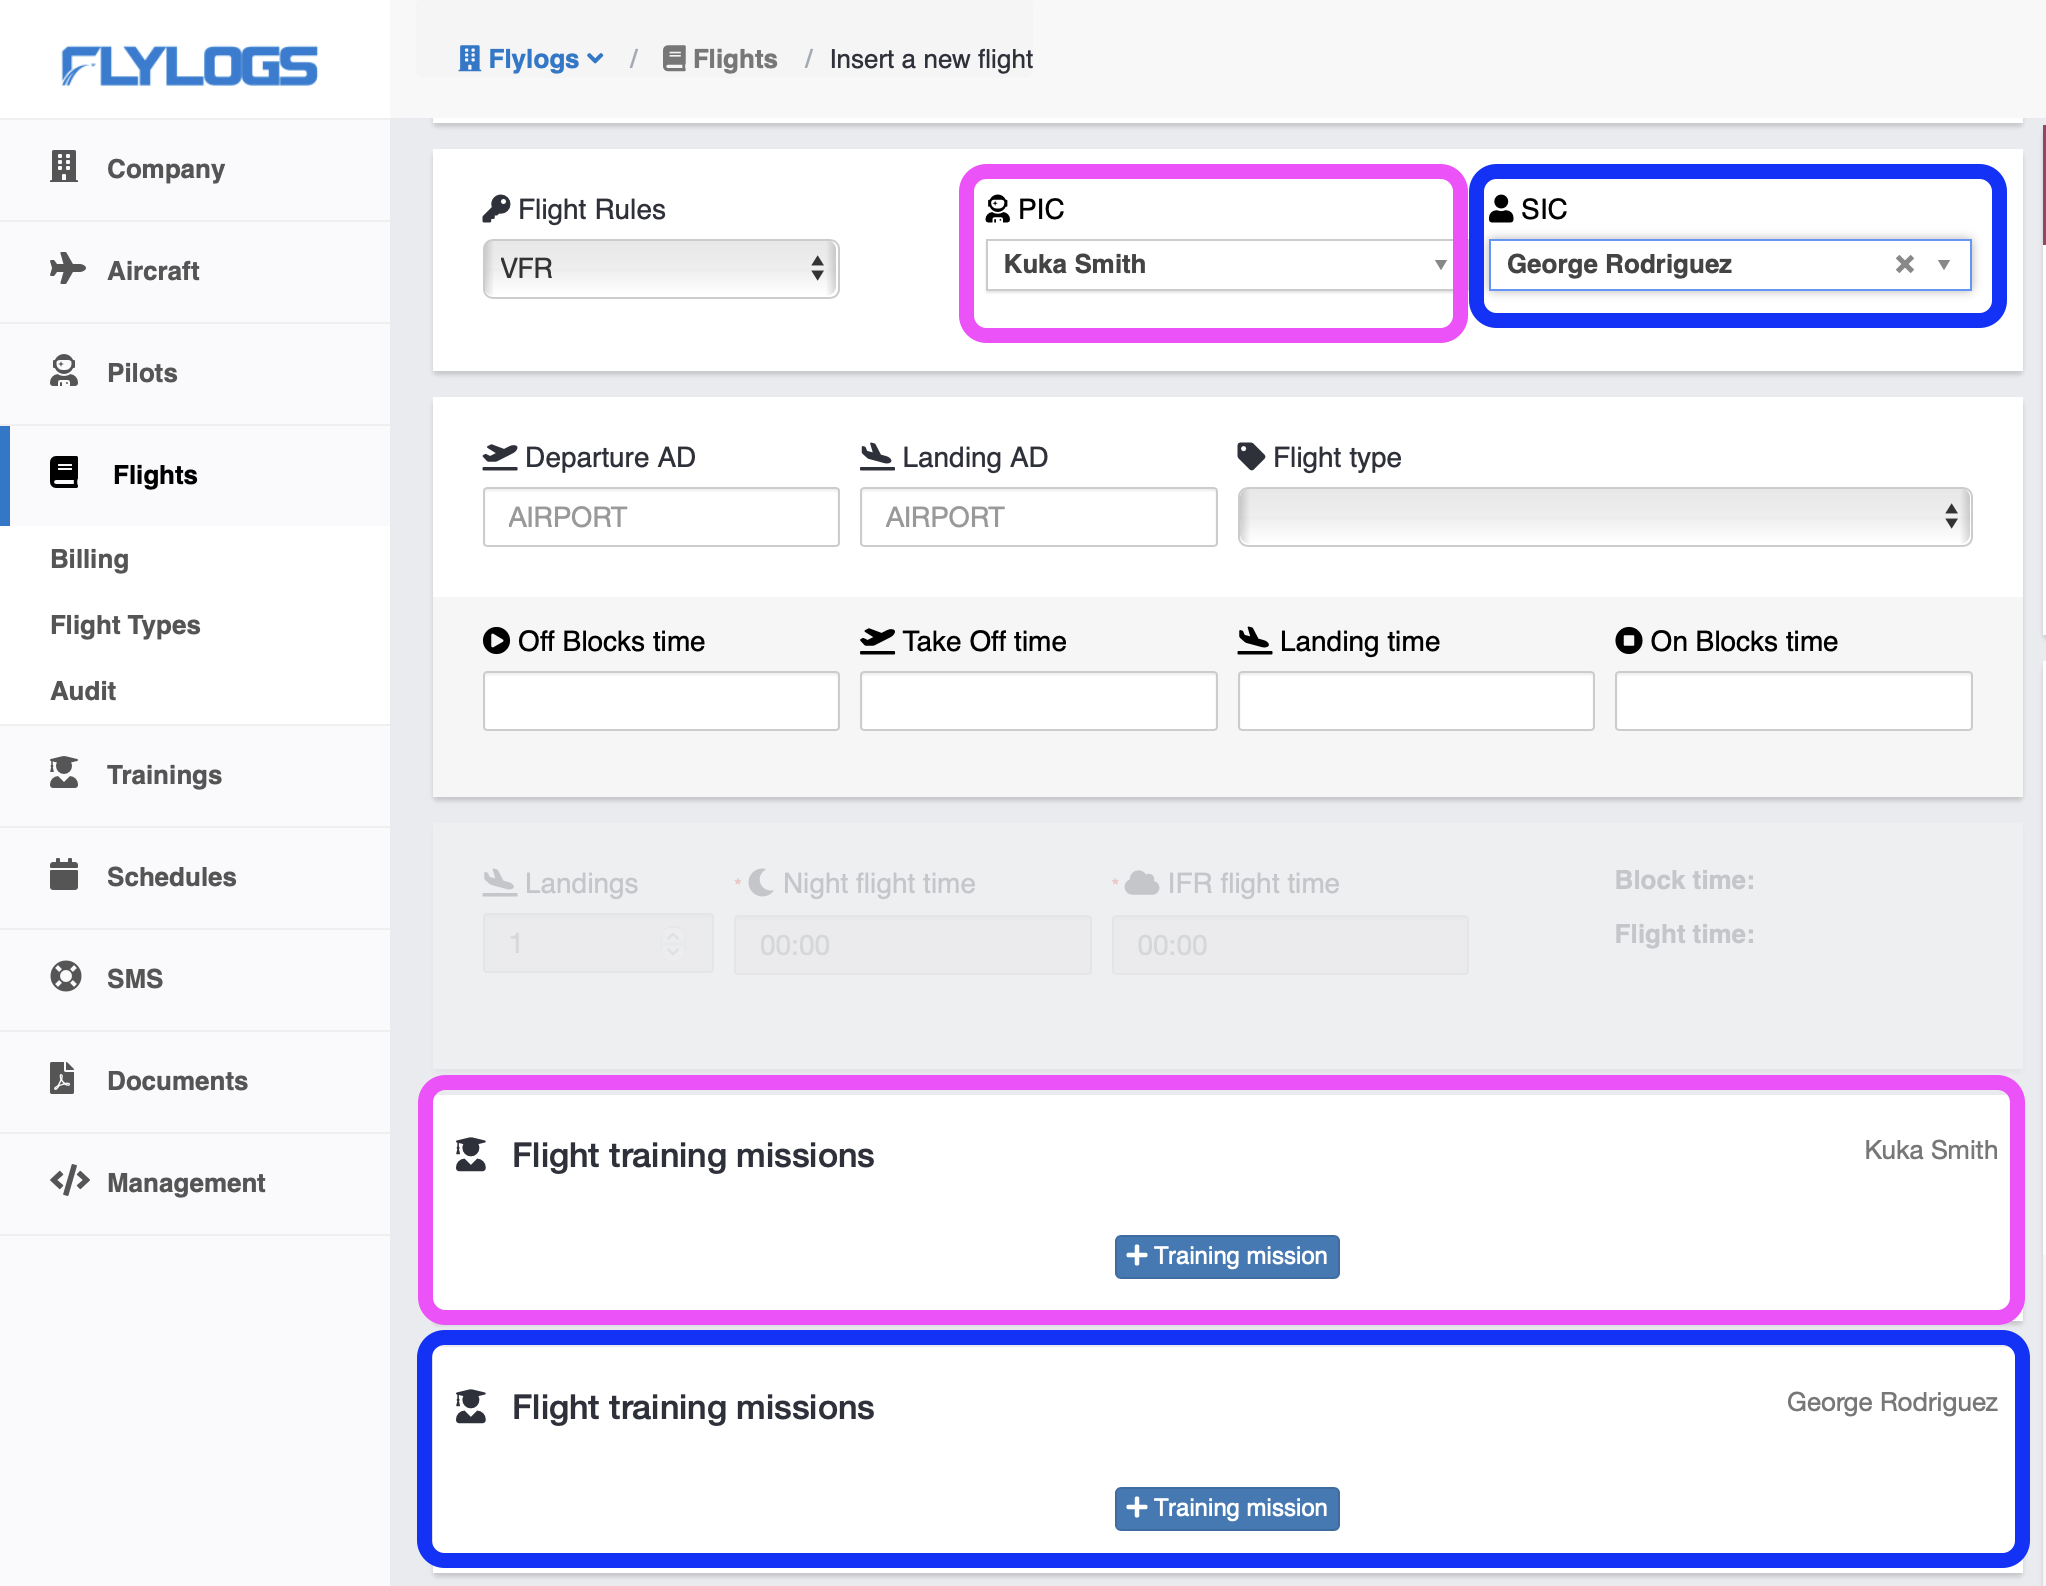 FLYLOGS
Flylogs / Flights / Insert a new flight
Company
Aircraft
Pilots
Flights
Billing
Flight Types
Audit
Trainings
Schedules
SMS
Documents
Management
Flight Rules
VFR
PIC
Kuka Smith
SIC
George Rodriguez
Departure AD
AIRPORT
Landing AD
AIRPORT
Flight type
Off Blocks time
Take Off time
Landing time
On Blocks time
Landings
1
* Night flight time
00:00
* IFR flight time
00:00
Block time:
Flight time:
Flight training missions
Kuka Smith
+ Training mission
Flight training missions
George Rodriguez
+ Training mission